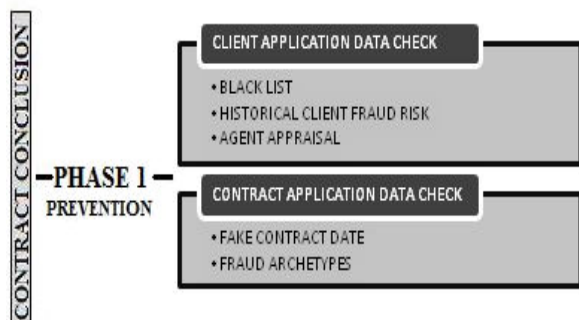 CONTRACT CONCLUSION
PHASE 1
PREVENTION
CLIENT APPLICATION DATA CHECK
• BLACK LIST
• HISTORICAL CLIENT FRAUD RISK
• AGENT APPRAISAL
CONTRACT APPLICATION DATA CHECK
• FAKE CONTRACT DATE
• FRAUD ARCHETYPES